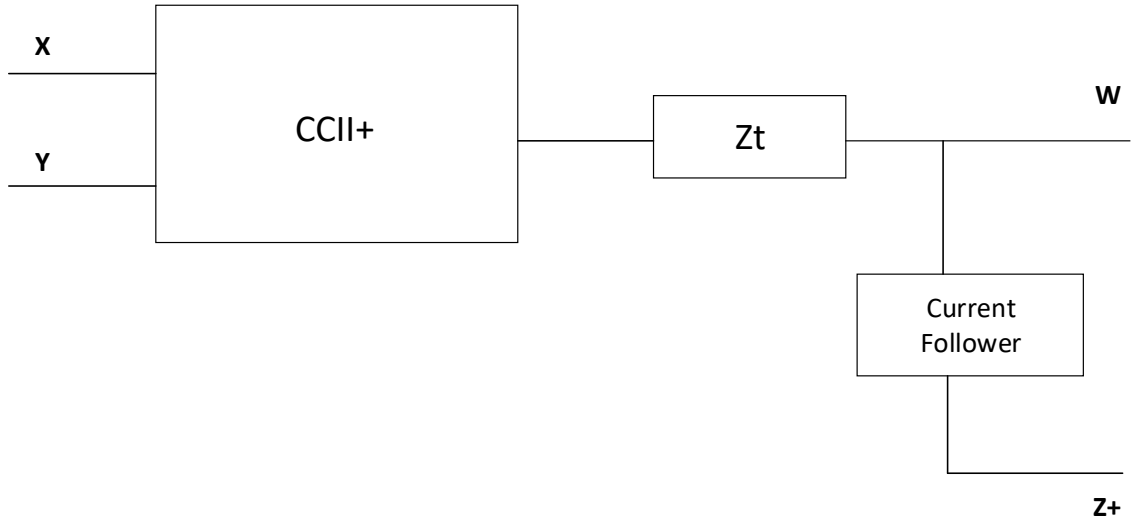 X
CCII+
Zt
W
Y
Current
Follower
Z+